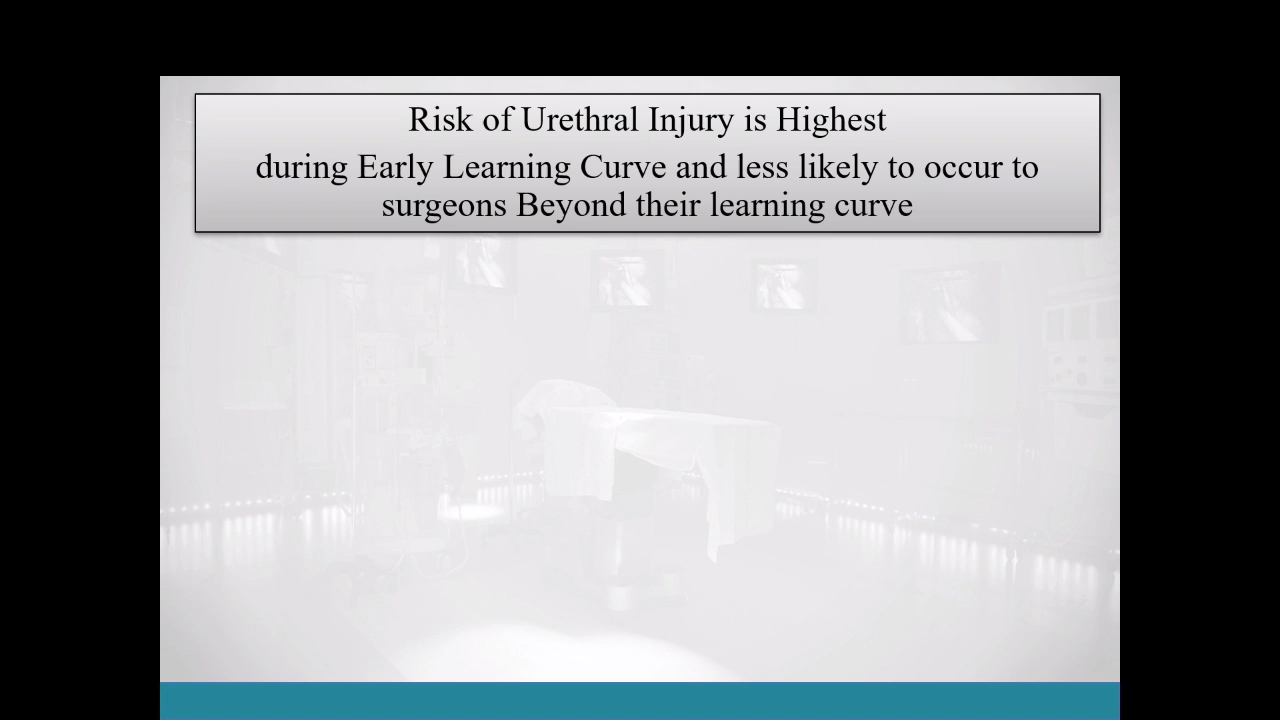 Risk of Urethral Injury is Highest
during Early Learning Curve and less likely to occur to
surgeons Beyond their learning curve